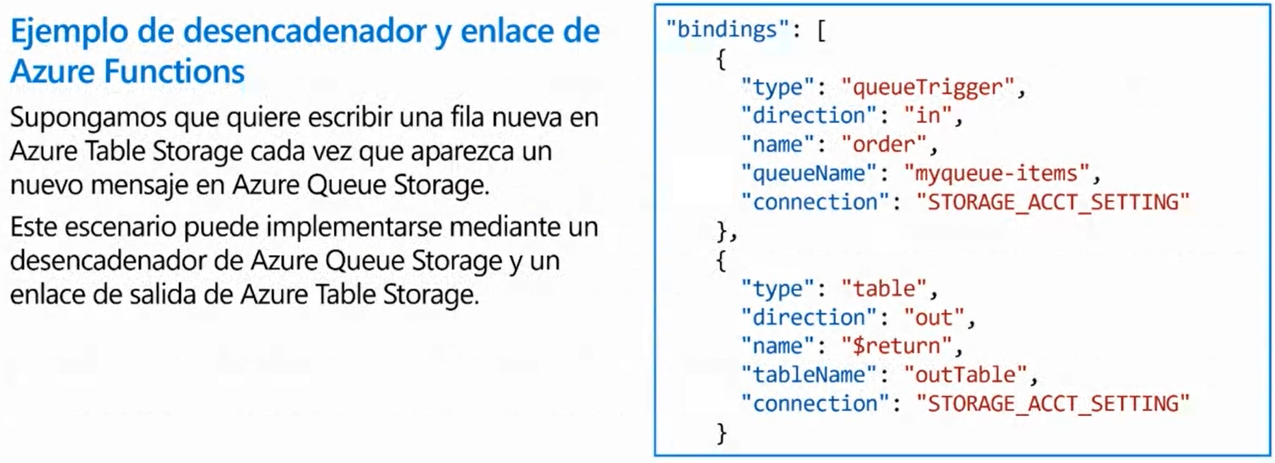 Ejemplo de desencadenador y enlace de
Azure Functions
Supongamos que quiere escribir una fila nueva en
Azure Table Storage cada vez que aparezca un
nuevo mensaje en Azure Queue Storage.
Este escenario puede implementarse mediante un
desencadenador de Azure Queue Storage y un
enlace de salida de Azure Table Storage.
"bindings": [
{
"type": "queueTrigger",
"direction": "in",
"name": "order",
"queueName": "myqueue-items",
"connection": "STORAGE_ACCT_SETTING"
},
{
"type": "table",
"direction": "out",
"name": "$return",
"tableName": "outTable",
"connection": "STORAGE_ACCT_SETTING"
}